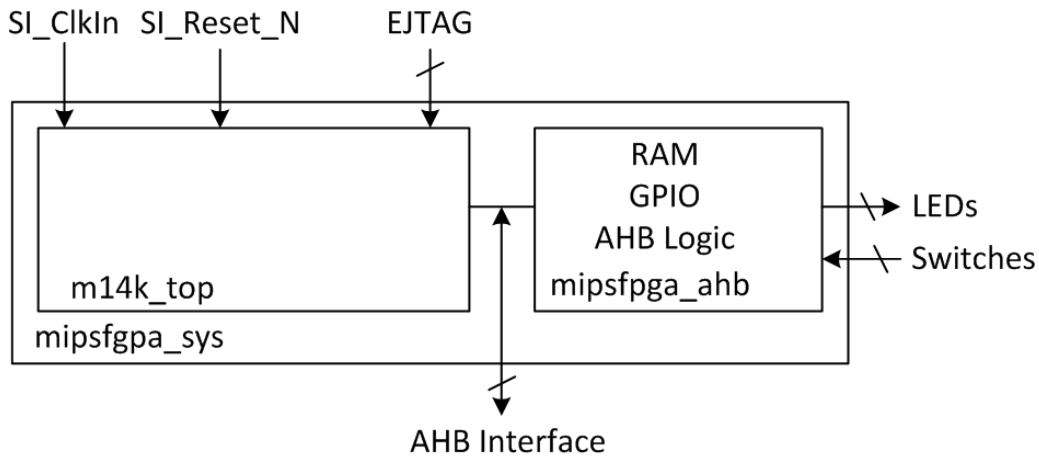 SI_ClkIn SI_Reset_N EJTAG
RAM
GPIO
AHB Logic
mipsfpga_ahb
m14k_top
mipsfgpa_sys
LEDs
Switches
AHB Interface